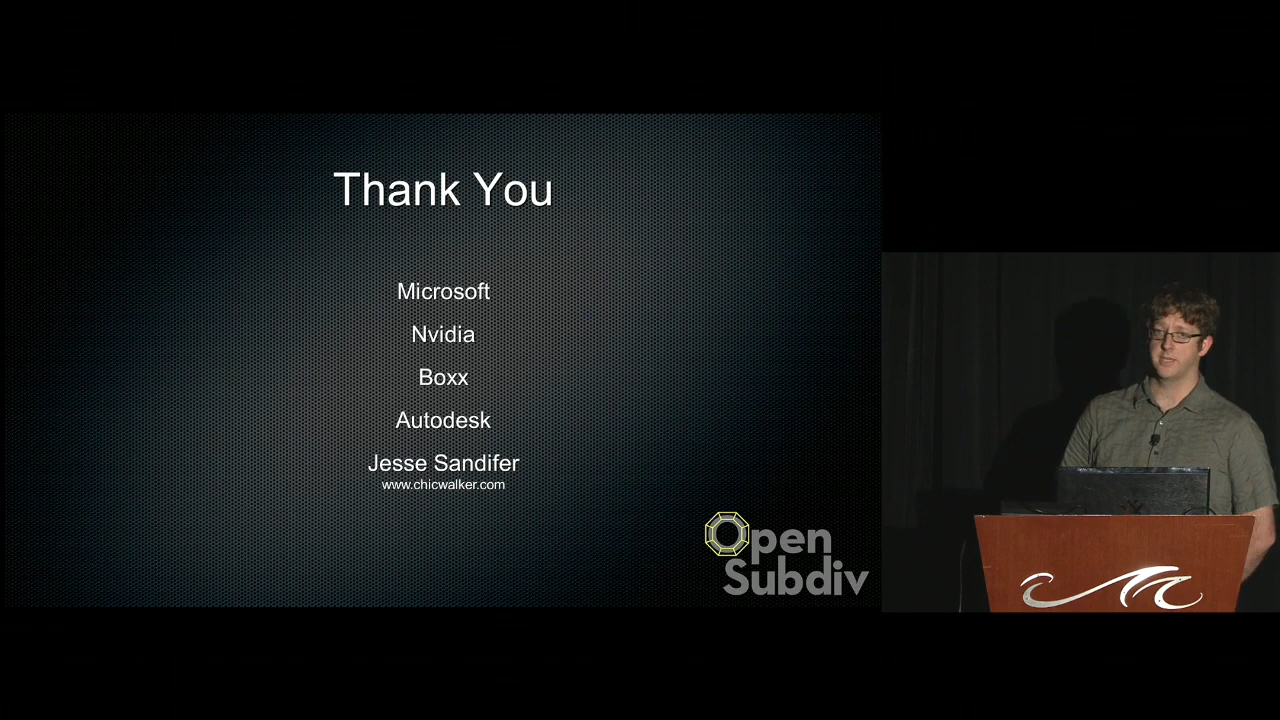 Thank You
Microsoft
Nvidia
Boxx
Autodesk
Jesse Sandifer
www.chicwalker.com
Open
Subdiv